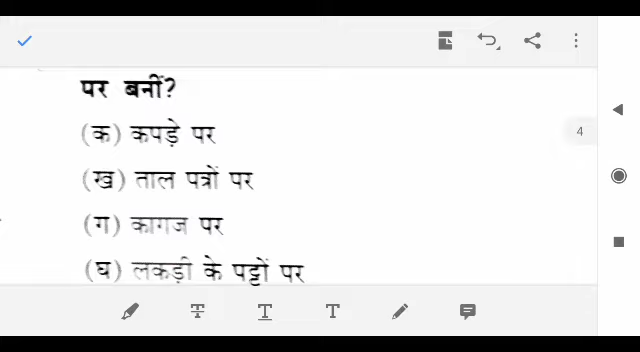 पर बनीं?
(क) कपड़े पर
4
(ख) ताल पत्रों पर
(ग) कागज पर
(घ) लकड़ी के पट्टों पर
T T T